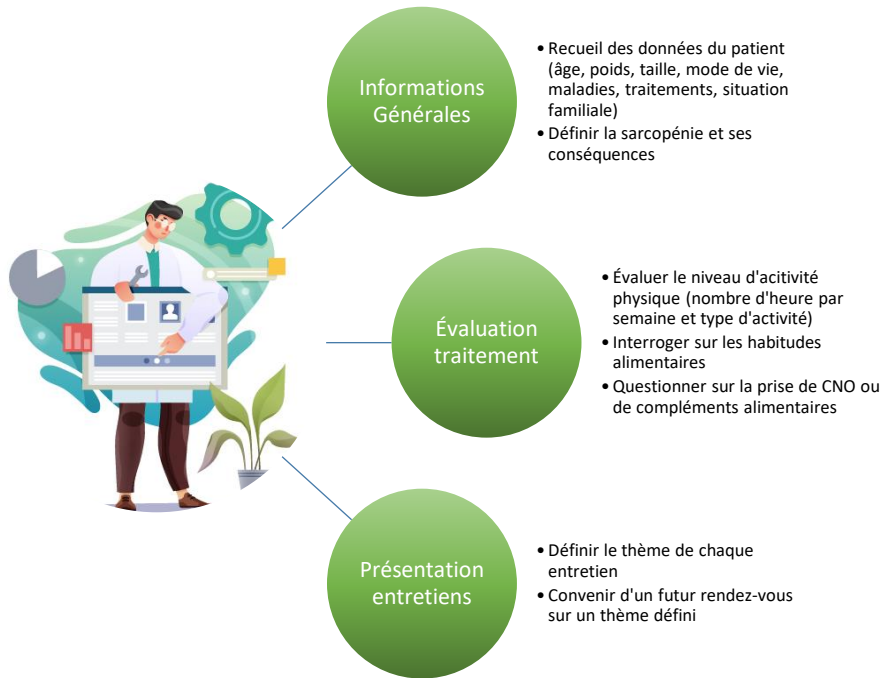 Informations
Générales
• Recueil des données du patient
(âge, poids, taille, mode de vie,
maladies, traitements, situation
familiale)
• Définir la sarcopénie et ses
conséquences
Évaluation
traitement
• Évaluer le niveau d'acitivité
physique (nombre d'heure par
semaine et type d'activité)
• Interroger sur les habitudes
alimentaires
• Questionner sur la prise de CNO ou
de compléments alimentaires
Présentation
entretiens
• Définir le thème de chaque
entretien
• Convenir d'un futur rendez-vous
sur un thème défini